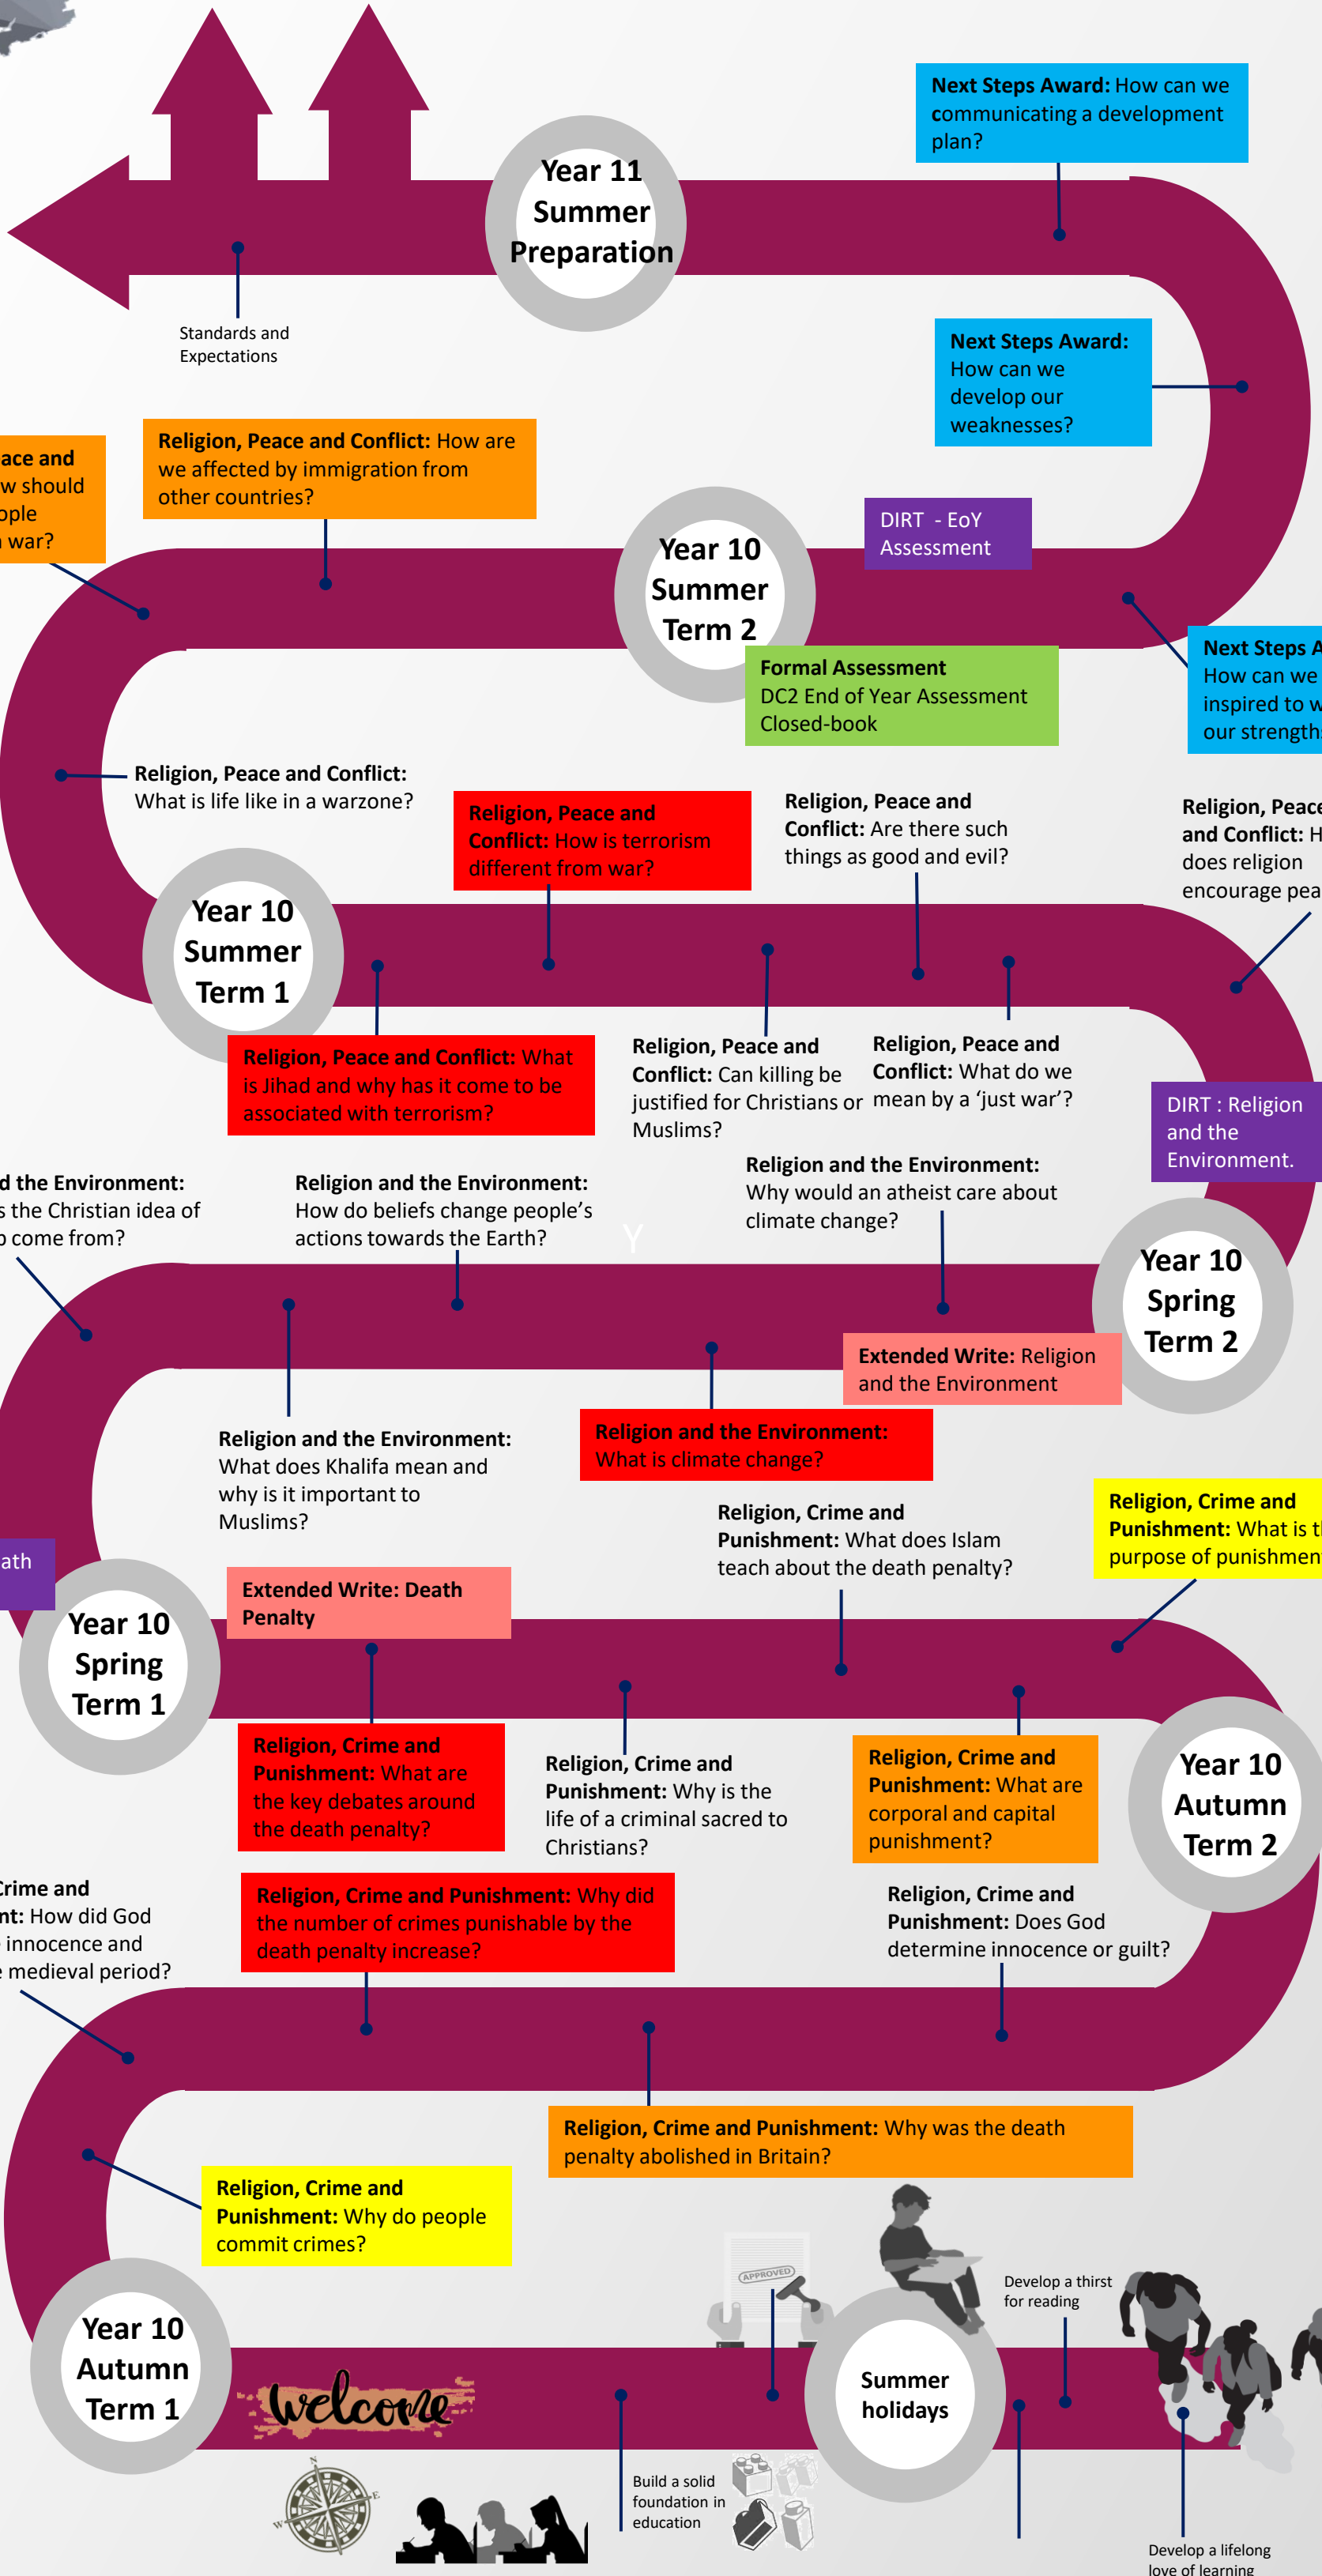 Next Steps Award: How can we
communicating a development
plan?
Year 11
Summer
Preparation
Standards and
Expectations
Next Steps Award:
How can we
develop our
weaknesses?
Religion, Peace and Conflict: How are
we affected by immigration from
other countries?
and
should
war?
DIRT - EoY
Assessment
Year 10
Summer
Term 2
Formal Assessment
DC2 End of Year Assessment
Closed-book
Next Steps
How can we
inspired to
our
Religion, Peace and Conflict:
What is life like in a warzone?
Religion, Peace and
Conflict: How is terrorism
different from war?
Religion, Peace and
Conflict: Are there such
things as good and evil?
Religion,
and Conflict:
does religion
encourage
Year 10
Summer
Term 1
Religion, Peace and Conflict: What
is Jihad and why has it come to be
associated with terrorism?
Religion, Peace and
Conflict: Can killing be
justified for Christians or
Muslims?
Religion, Peace and
Conflict: What do we
mean by a ‘just war’?
DIRT : Religion
and the
Environment.
the Environment:
the Christian idea of
come from?
Religion and the Environment:
How do beliefs change people’s
actions towards the Earth?
Y
Religion and the Environment:
Why would an atheist care about
climate change?
Year 10
Spring
Term 2
Extended Write: Religion
and the Environment
Religion and the Environment:
What does Khalifa mean and
why is it important to
Muslims?
Religion and the Environment:
What is climate change?
Religion, Crime and
Punishment: What does Islam
teach about the death penalty?
Religion, Crime and
Punishment: What is
purpose of
Extended Write: Death
Penalty
Year 10
Spring
Term 1
Religion, Crime and
Punishment: What are
the key debates around
the death penalty?
Religion, Crime and
Punishment: Why is the
life of a criminal sacred to
Christians?
Religion, Crime and
Punishment: What are
corporal and capital
punishment?
Year 10
Autumn
Term 2
Crime and
How did God
innocence and
medieval period?
Religion, Crime and Punishment: Why did
the number of crimes punishable by the
death penalty increase?
Religion, Crime and
Punishment: Does God
determine innocence or guilt?
Religion, Crime and Punishment: Why was the death
penalty abolished in Britain?
Religion, Crime and
Punishment: Why do people
commit crimes?
APPROVED
Develop a thirst
for reading
Year 10
Autumn
Term 1
welcome
Summer
holidays
N
E
W
Build a solid
foundation in
education
Develop a lifelong
love of learning